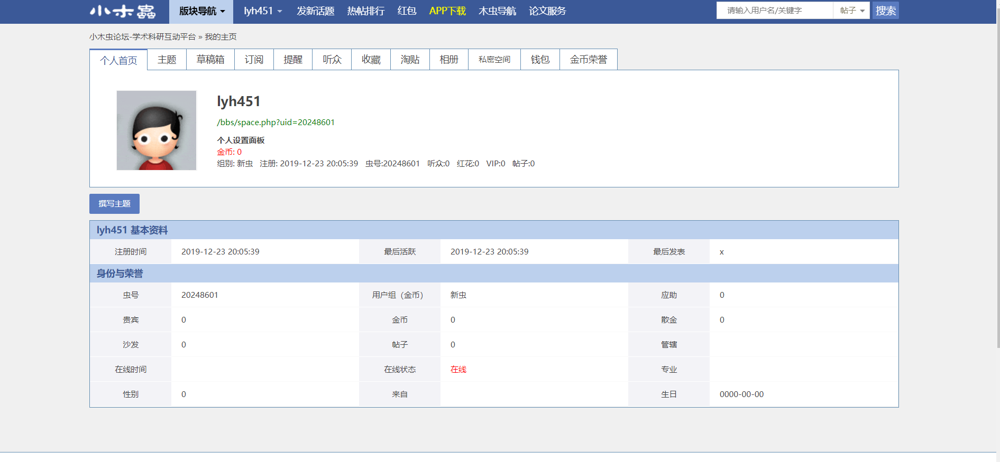 小木蟲 版块导航 lyh451 发新话题 热帖排行 红包 APP下载 木虫导航 论文服务 请输入用户名/关键字 帖子 搜索
小木虫论坛-学术科研互动平台 » 我的主页
个人首页 主题 草稿箱 订阅 提醒 听众 收藏 淘贴 相册 私密空间 钱包 金币荣誉
lyh451
/bbs/space.php?uid=20248601
个人设置面板
金币: 0
组别: 新虫 注册: 2019-12-23 20:05:39 虫号:20248601 听众:0 红花:0 VIP:0 帖子:0
撰写主题
lyh451 基本资料
注册时间 2019-12-23 20:05:39 最后活跃 2019-12-23 20:05:39 最后发表 x
身份与荣誉
虫号 20248601 用户组（金币） 新虫 应助 0
贵宾 0 金币 0 散金 0
沙发 0 帖子 0 管辖
在线时间 在线状态 在线 专业
性别 0 来自 生日 0000-00-00